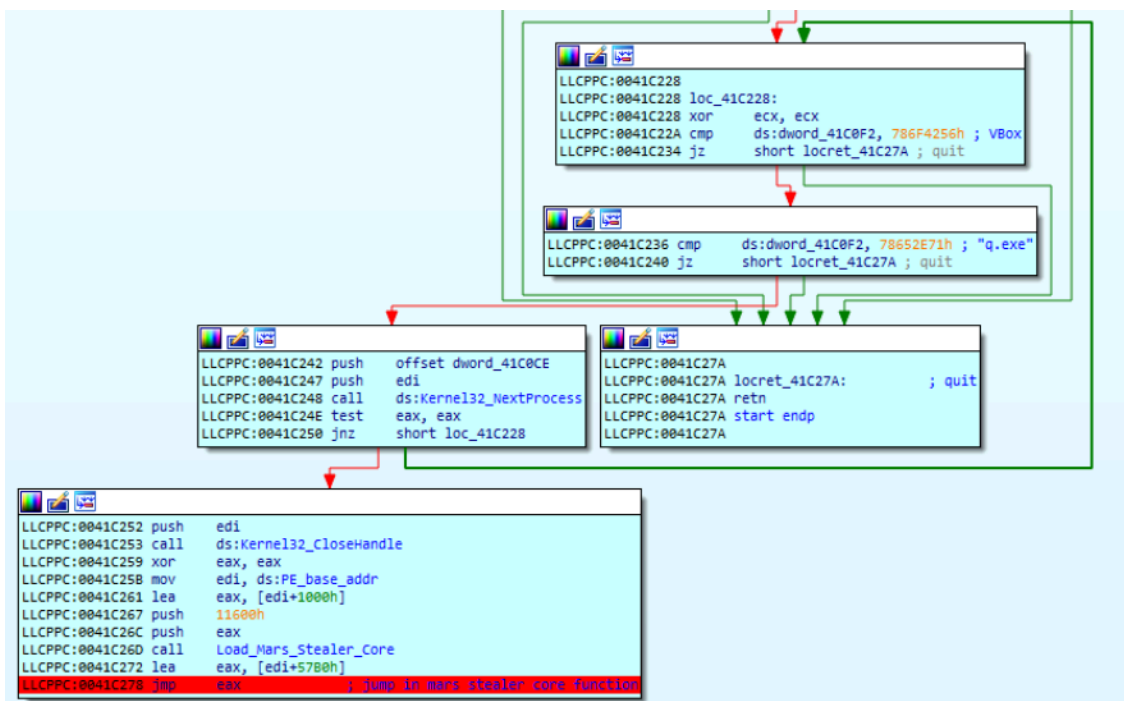 LLCPPC:0041C228
LLCPPC:0041C228 loc_41C228:
LLCPPC:0041C228 xor ecx, ecx
LLCPPC:0041C22A cmp ds:dword_41C0F2, 786F4256h ; VBox
LLCPPC:0041C234 jz short locret_41C27A ; quit
LLCPPC:0041C236 cmp ds:dword_41C0F2, 78652E71h ; "q.exe"
LLCPPC:0041C240 jz short locret_41C27A ; quit
LLCPPC:0041C242 push offset dword_41C0CE
LLCPPC:0041C247 push edi
LLCPPC:0041C248 call ds:Kernel32_NextProcess
LLCPPC:0041C24E test eax, eax
LLCPPC:0041C250 jnz short loc_41C228
LLCPPC:0041C27A
LLCPPC:0041C27A locret_41C27A: ; quit
LLCPPC:0041C27A retn
LLCPPC:0041C27A start endp
LLCPPC:0041C27A
LLCPPC:0041C252 push edi
LLCPPC:0041C253 call ds:Kernel32_CloseHandle
LLCPPC:0041C259 xor eax, eax
LLCPPC:0041C25B mov edi, ds:PE_base_addr
LLCPPC:0041C261 lea eax, [edi+1000h]
LLCPPC:0041C267 push 11600h
LLCPPC:0041C26C push eax
LLCPPC:0041C26D call Load_Mars_Stealer_Core
LLCPPC:0041C272 lea eax, [edi+57B0h]
LLCPPC:0041C278 jmp eax ; jump in mars stealer core function